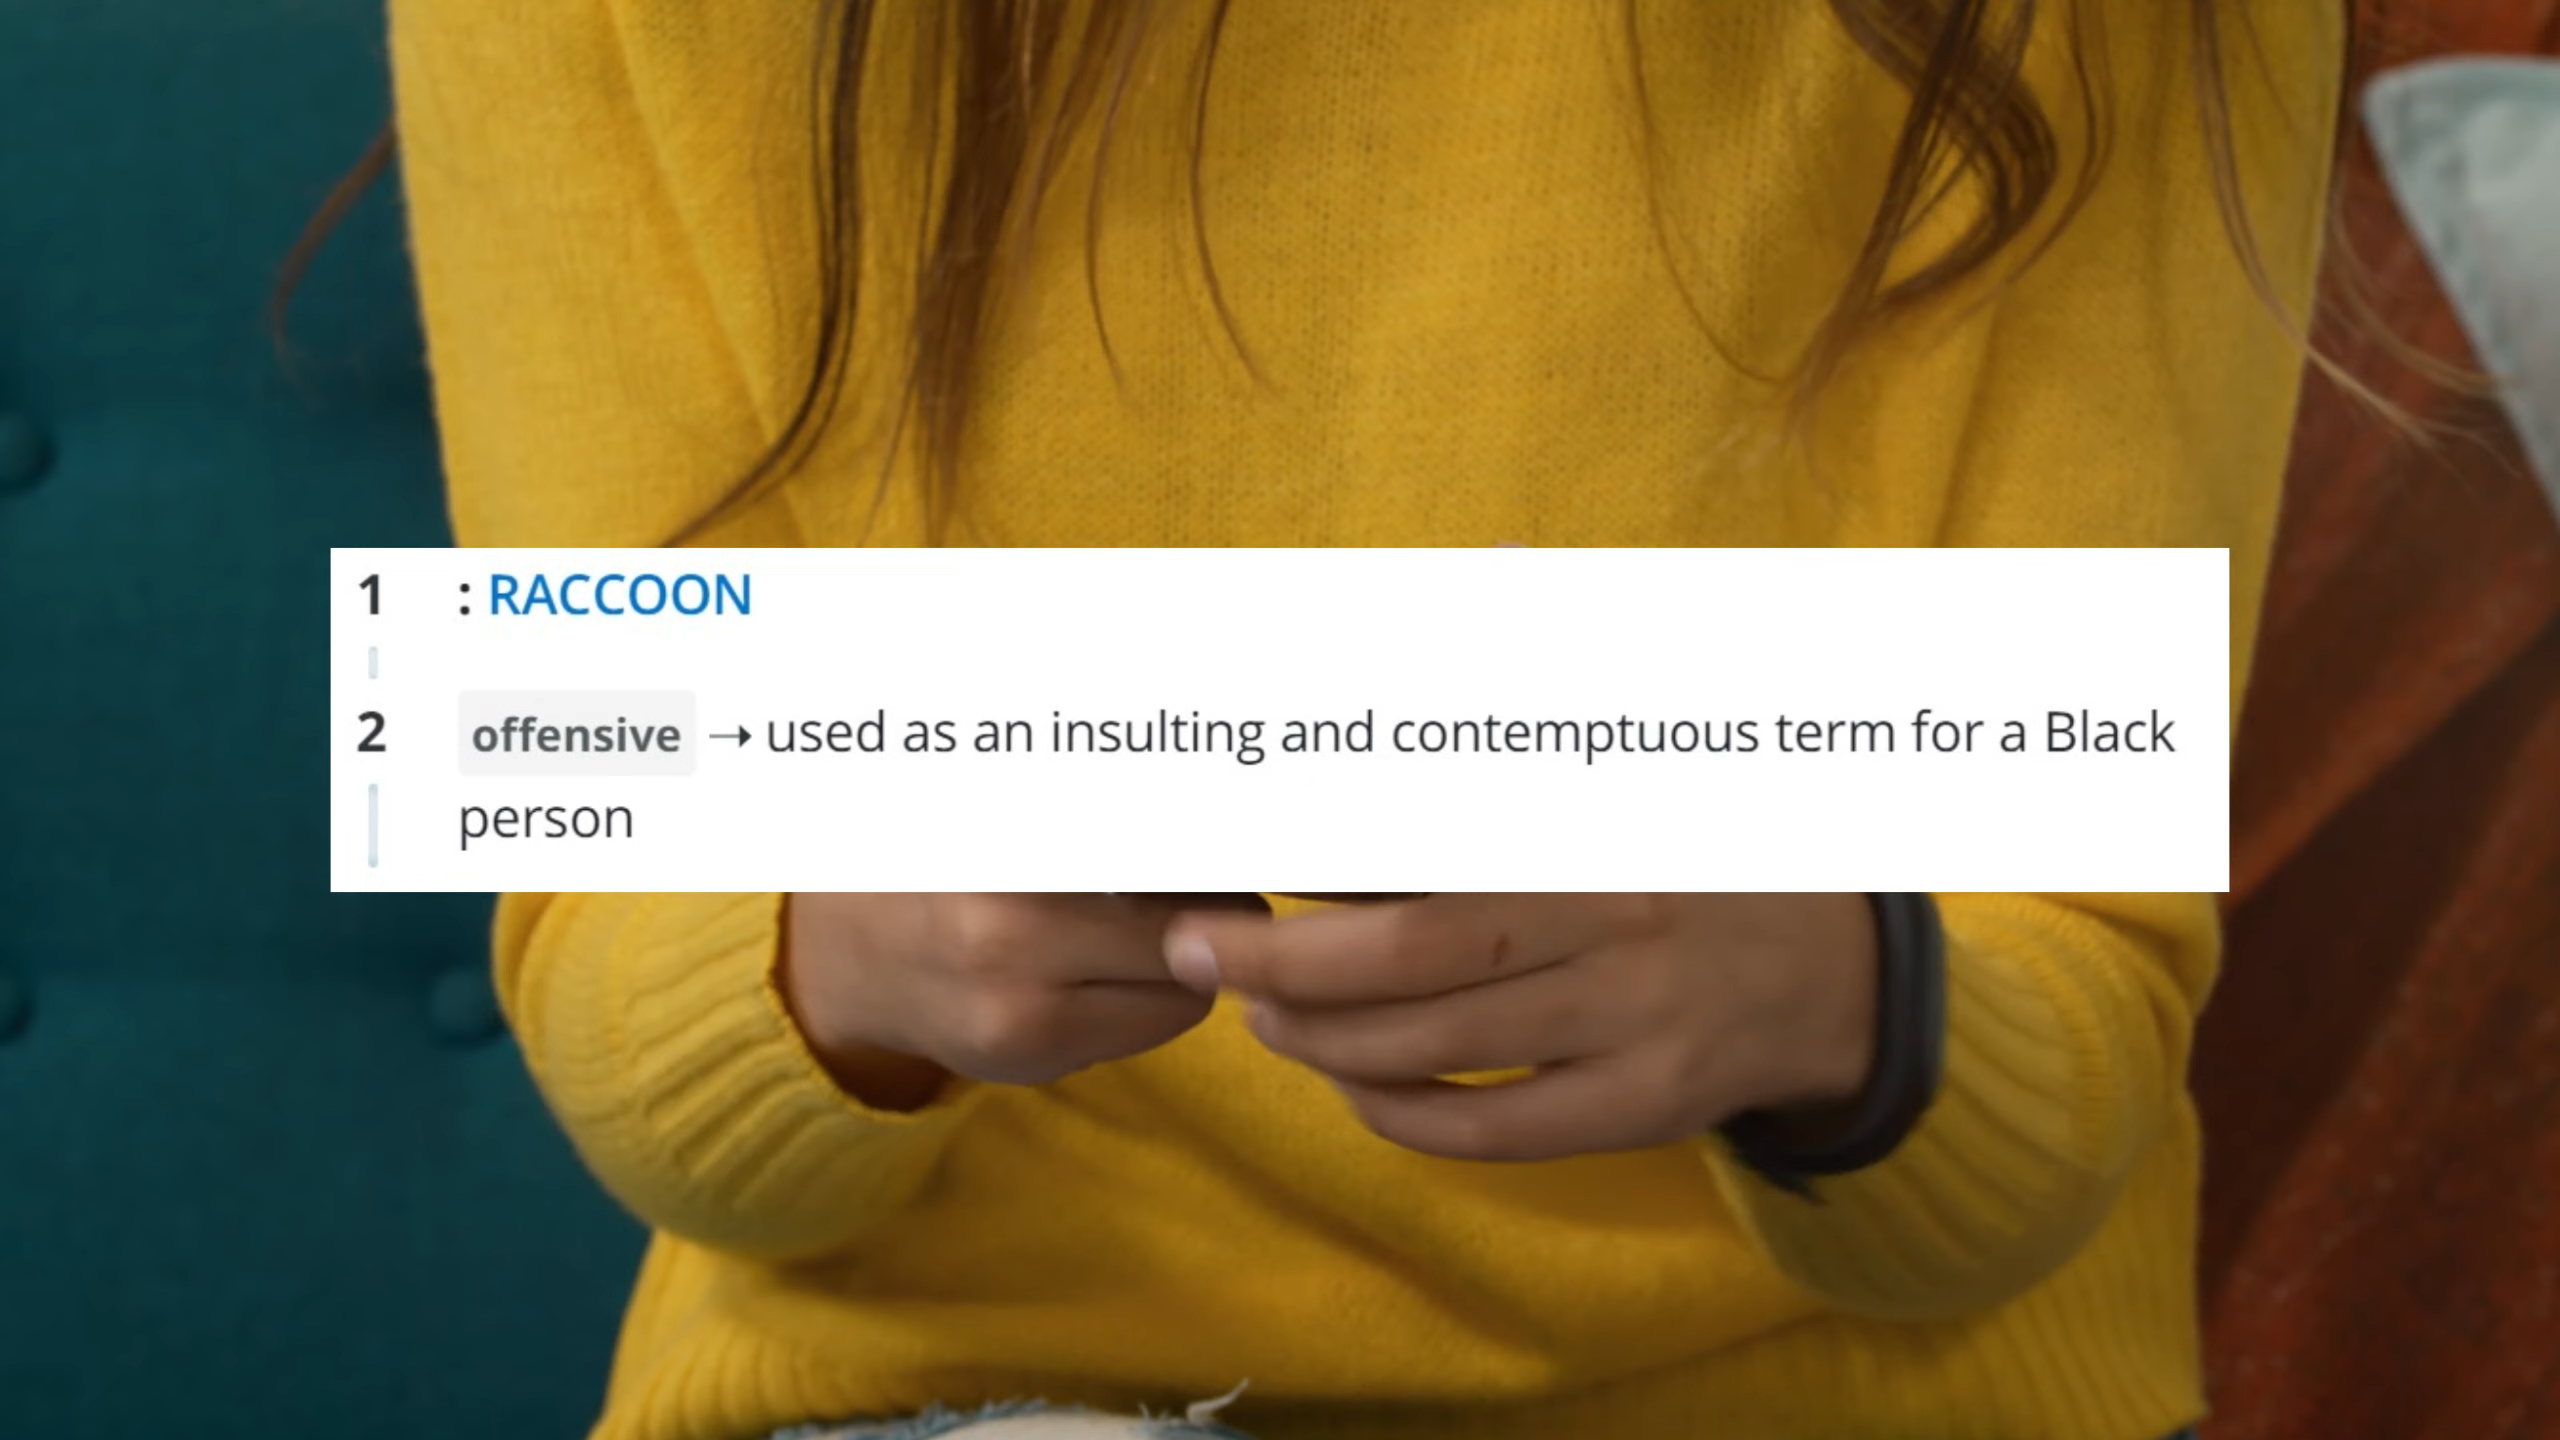 1 : RACCOON
2 offensive → used as an insulting and contemptuous term for a Black
person